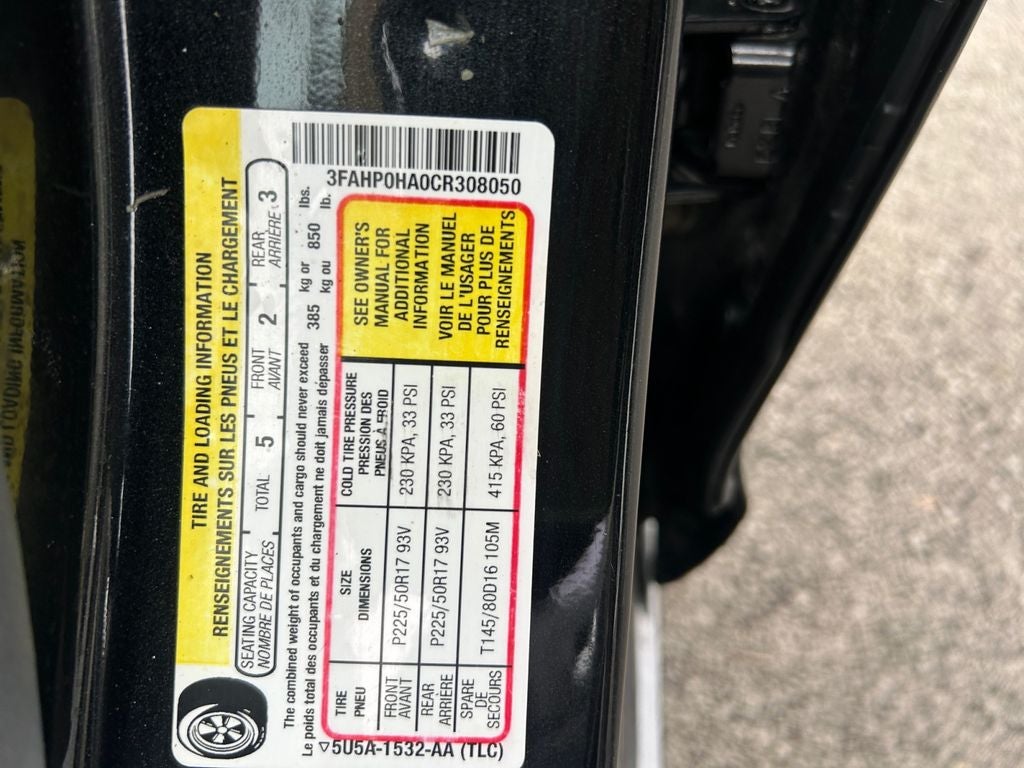 TIRE AND LOADING INFORMATION
RENSEIGNEMENTS SUR LES PNEUS ET LE CHARGEMENT
SEATING CAPACITY
NOMBRE DE PLACES
TOTAL 5
FRONT
AVANT
2
REAR
ARRIÈRE
3
The combined weight of occupants and cargo should never exceed 385 kg or 850 lbs.
Le poids total des occupants et du chargement ne doit jamais dépasser kg ou lb.
TIRE
PNEU
SIZE
DIMENSIONS
COLD TIRE PRESSURE
PRESSION DES
PNEUS A FROID
FRONT
AVANT
P225/50R17 93V
230 KPA, 33 PSI
REAR
ARRIÈRE
P225/50R17 93V
230 KPA, 33 PSI
SPARE
DE
SECOURS
T145/80D16 105M
415 KPA, 60 PSI
SEE OWNER'S
MANUAL FOR
ADDITIONAL
INFORMATION
VOIR LE MANUEL
DE L'USAGER
POUR PLUS DE
RENSEIGNEMENTS
5U5A-1532-AA (TLC)
3FAHP0HA0CR308050